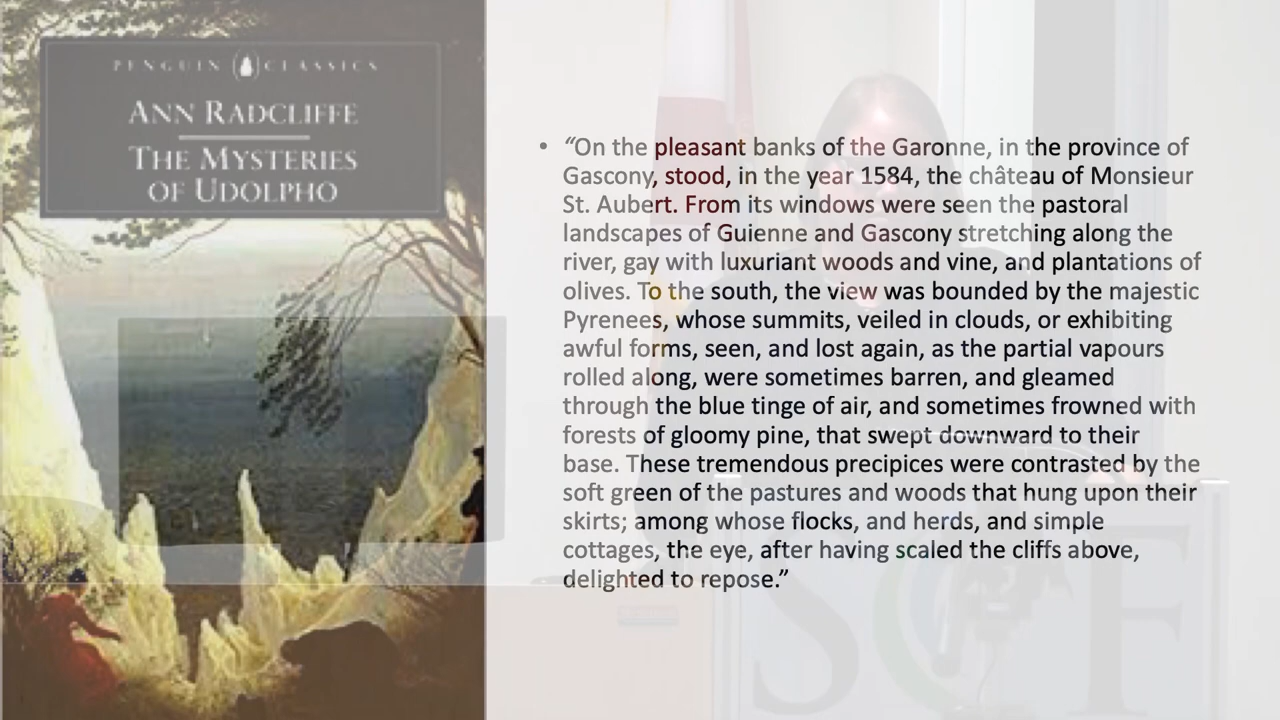 PENGUIN CLASSICS
ANN RADCLIFFE
THE MYSTERIES
OF UDOLPHO
• “On the pleasant banks of the Garonne, in the province of
Gascony, stood, in the year 1584, the château of Monsieur
St. Aubert. From its windows were seen the pastoral
landscapes of Guienne and Gascony stretching along the
river, gay with luxuriant woods and vine, and plantations of
olives. To the south, the view was bounded by the majestic
Pyrenees, whose summits, veiled in clouds, or exhibiting
awful forms, seen, and lost again, as the partial vapours
rolled along, were sometimes barren, and gleamed
through the blue tinge of air, and sometimes frowned with
forests of gloomy pine, that swept downward to their
base. These tremendous precipices were contrasted by the
soft green of the pastures and woods that hung upon their
skirts; among whose flocks, and herds, and simple
cottages, the eye, after having scaled the cliffs above,
delighted to repose.”